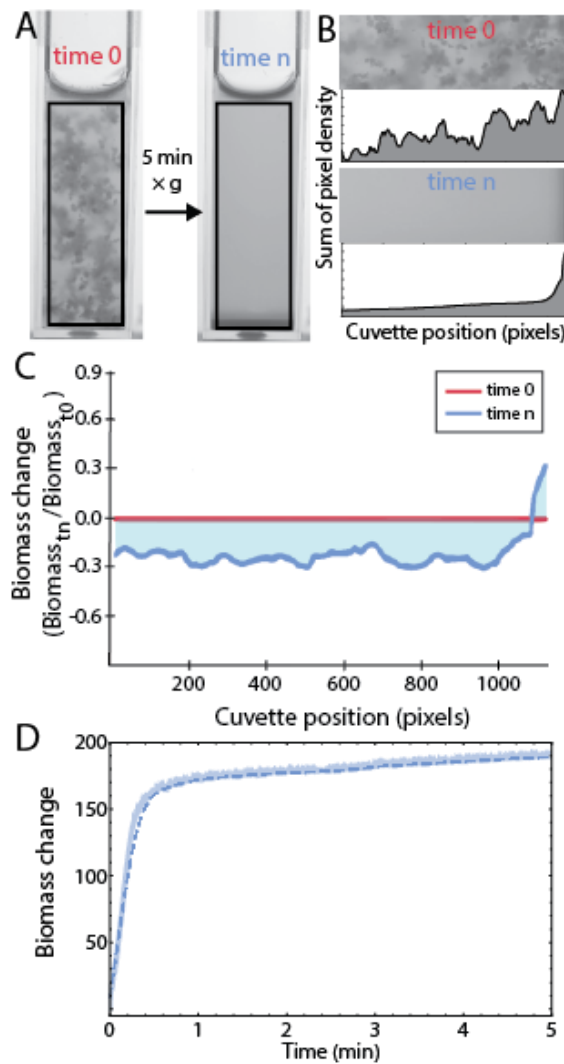 A
time 0
time n
5 min
× g
B
time 0
Sum of pixel density
time n
Cuvette position (pixels)
C
Biomass change
(Biomass_tn/Biomass_t0)
0.9
0.6
0.3
0.0
-0.3
-0.6
time 0
time n
200 400 600 800 1000
Cuvette position (pixels)
D
Biomass change
200
150
100
50
0 1 2 3 4 5
Time (min)